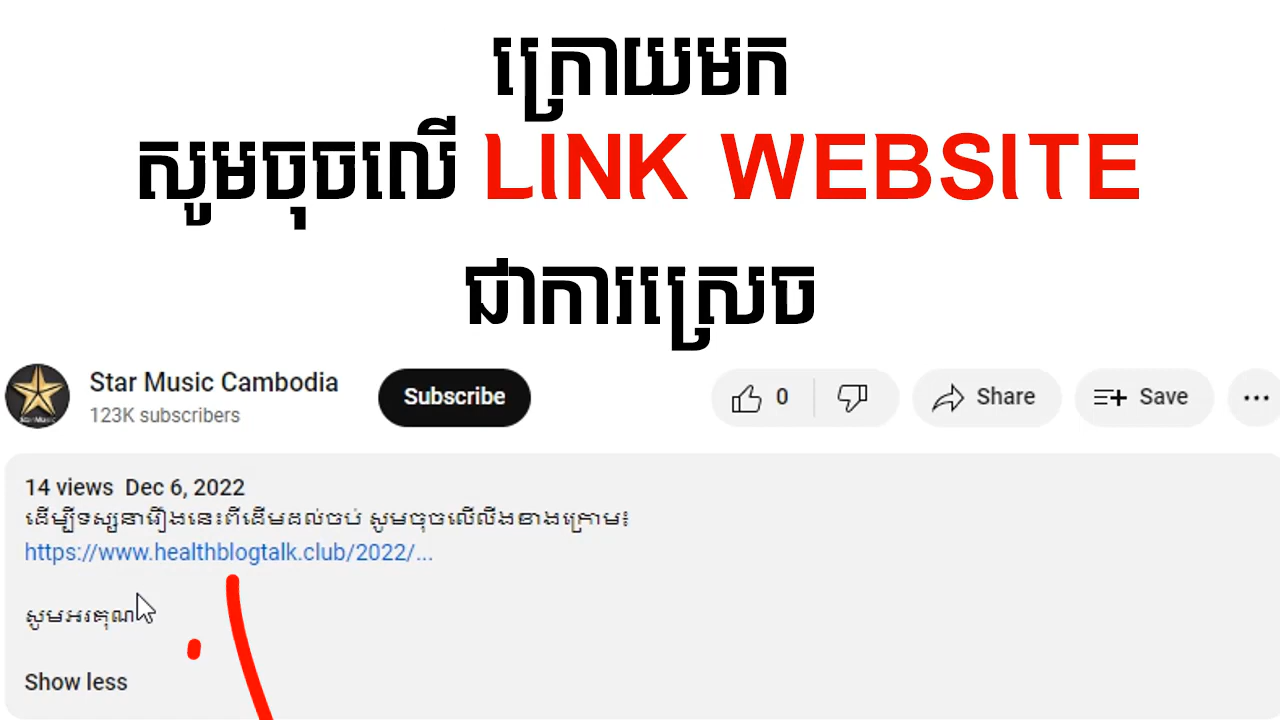 ក្រោយមក
សូមចុចលើ LINK WEBSITE
ជាការស្រេច
Star Music Cambodia
123K subscribers
Subscribe
0
Share
Save
14 views Dec 6, 2022
ដើម្បីទស្សនារឿងនេះពីដើមដល់ចប់ សូមចុចលើលីងខាងក្រោម៖
https://www.healthblogtalk.club/2022/...
សូមអរគុណ
Show less